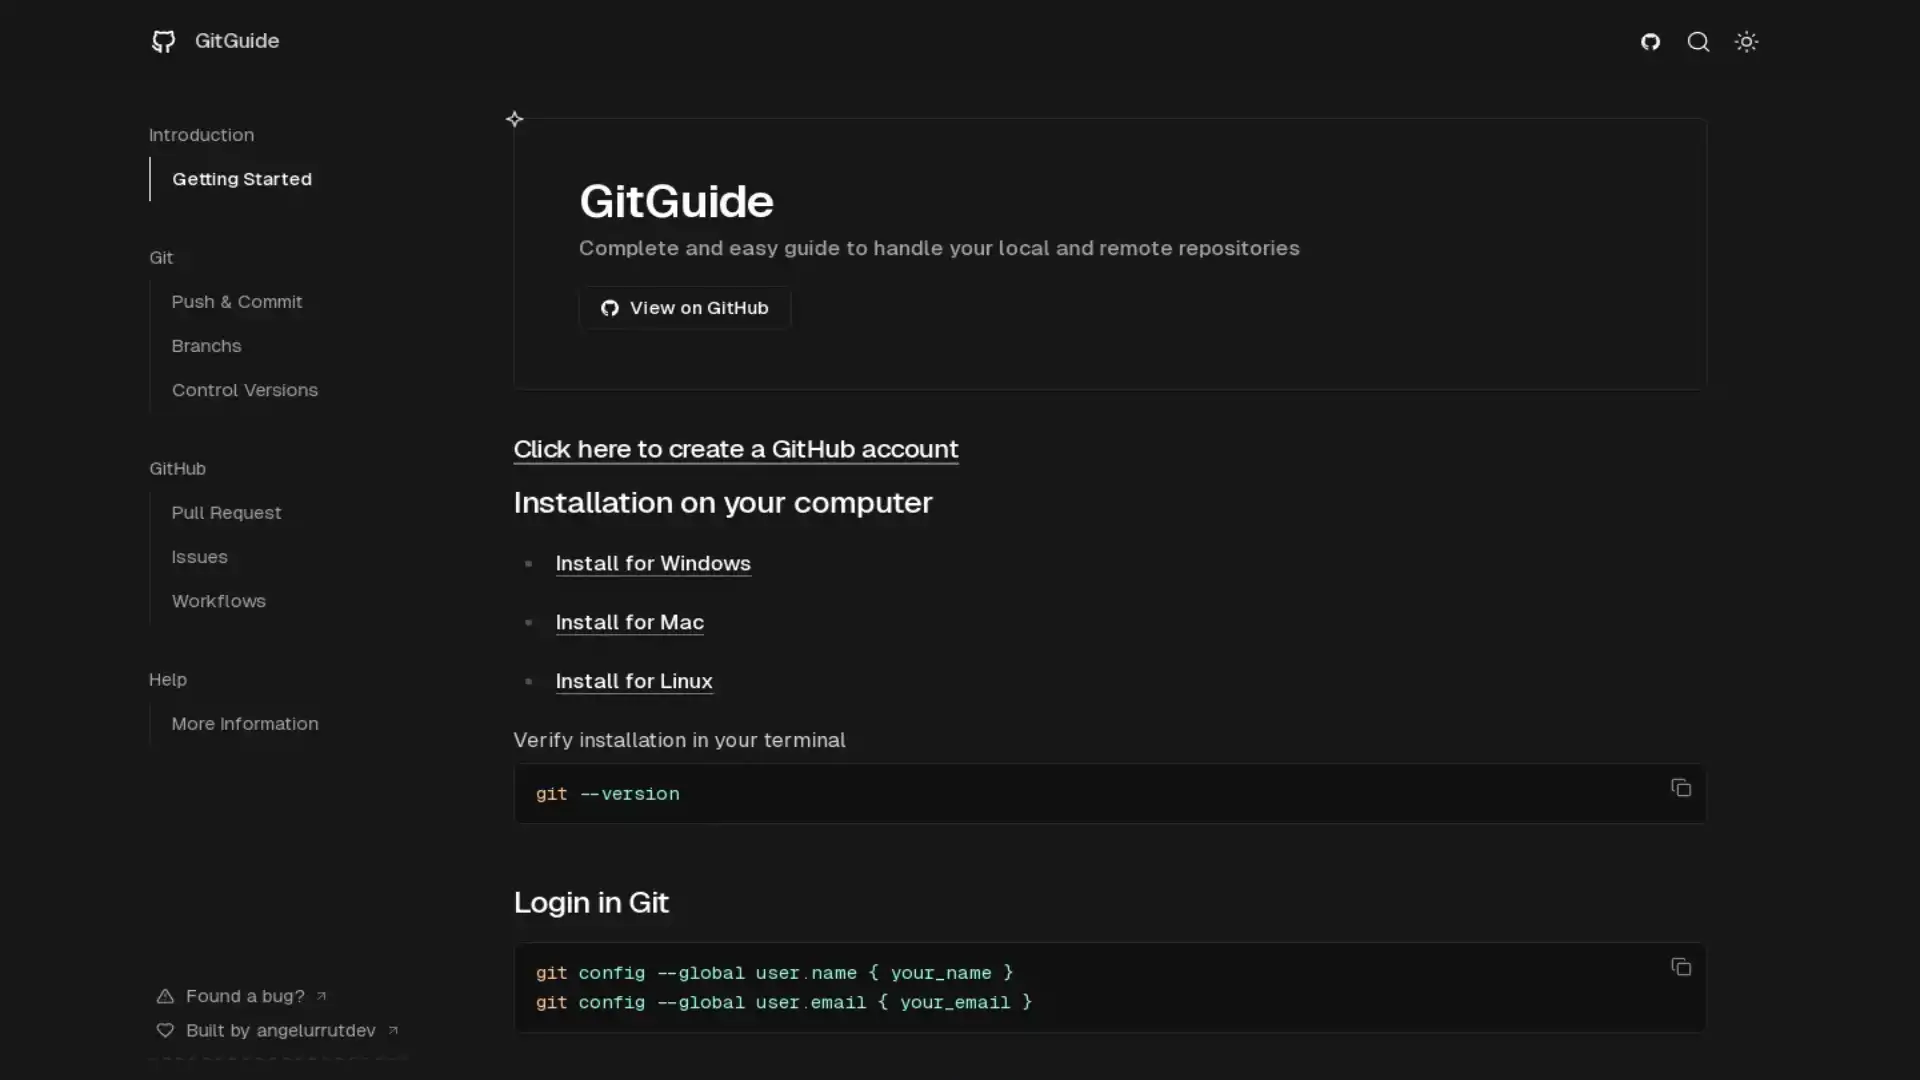 GitGuide
Introduction
Getting Started
Git
Push & Commit
Branchs
Control Versions
GitHub
Pull Request
Issues
Workflows
Help
More Information
Found a bug?
Built by angelurrutdev
GitGuide
Complete and easy guide to handle your local and remote repositories
View on GitHub
Click here to create a GitHub account
Installation on your computer
Install for Windows
Install for Mac
Install for Linux
Verify installation in your terminal
git --version
Login in Git
git config --global user.name { your_name }
git config --global user.email { your_email }